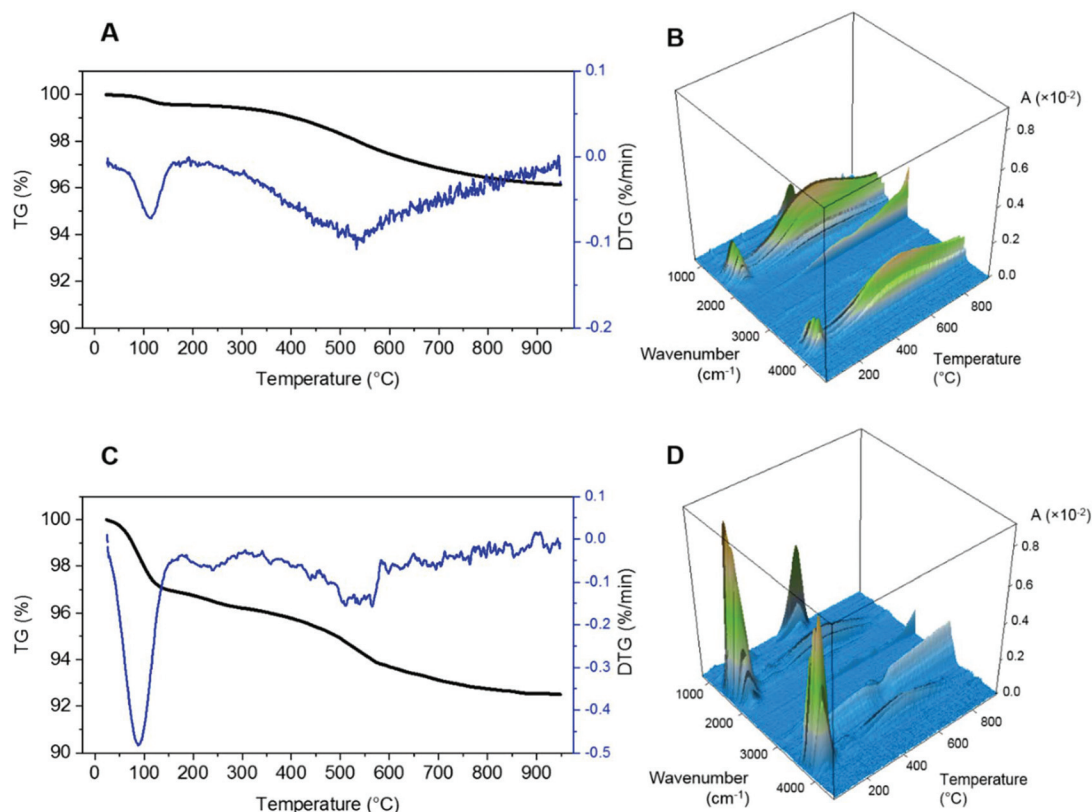 A
TG (%)
100
98
96
94
92
90
0.1
0.0
-0.1
-0.2
DTG (%/min)
0 100 200 300 400 500 600 700 800 900
Temperature (°C)
B
A (×10⁻²)
0.8
0.6
0.4
0.2
0.0
1000
2000
3000
4000
Wavenumber
(cm⁻¹)
200
400
600
800
Temperature
(°C)
C
TG (%)
100
98
96
94
92
90
0.1
0.0
-0.1
-0.2
-0.3
-0.4
-0.5
DTG (%/min)
0 100 200 300 400 500 600 700 800 900
Temperature (°C)
D
A (×10⁻²)
0.8
0.6
0.4
0.2
0.0
1000
2000
3000
4000
Wavenumber
(cm⁻¹)
200
400
600
800
Temperature
(°C)